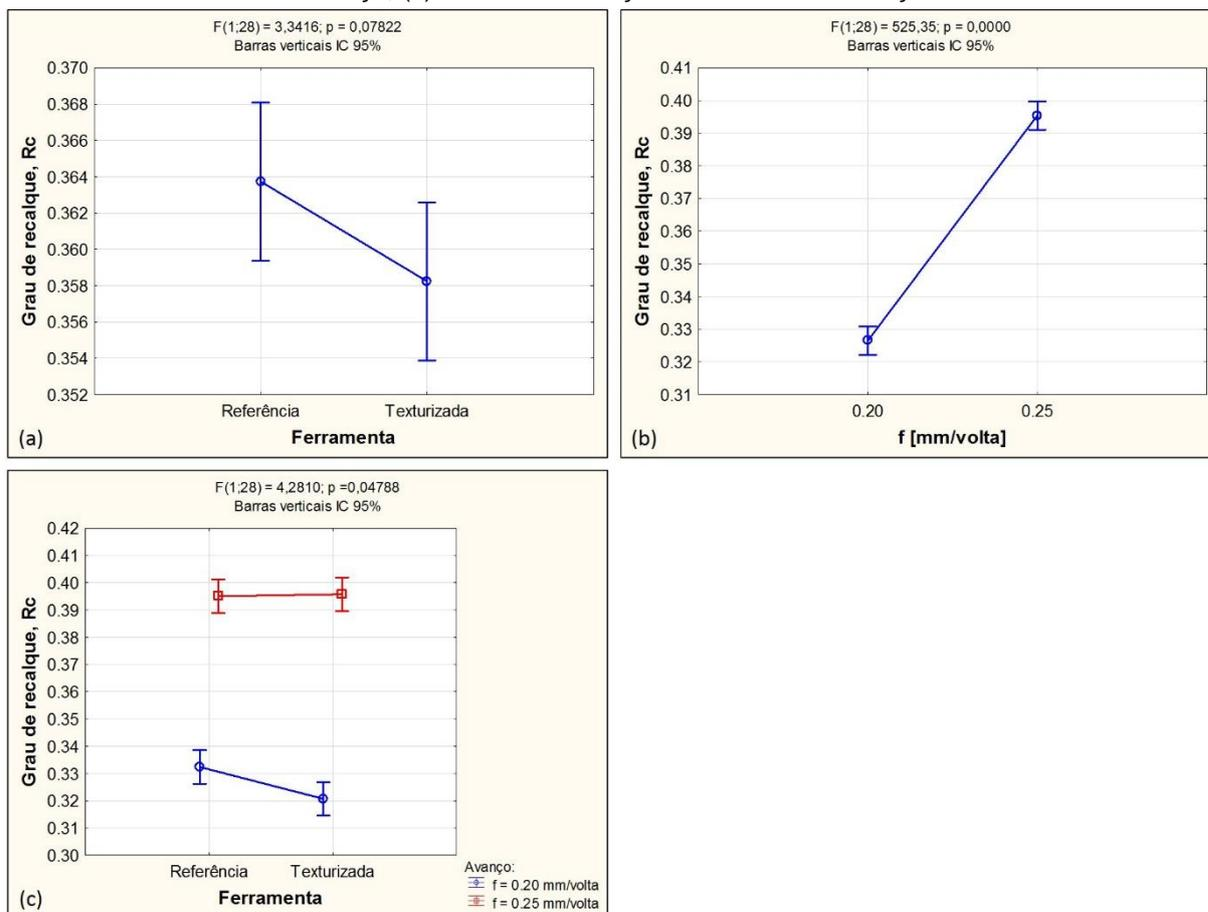 F(1;28) = 3,3416; p = 0,07822
Barras verticais IC 95%
0.370
0.368
0.366
0.364
0.362
0.360
0.358
0.356
0.354
0.352
Grau de recalque, Rc
Referência Texturizada
Ferramenta
(a)
F(1;28) = 525,35; p = 0,0000
Barras verticais IC 95%
0.41
0.40
0.39
0.38
0.37
0.36
0.35
0.34
0.33
0.32
0.31
Grau de recalque, Rc
0.20 0.25
f [mm/volta]
(b)
F(1;28) = 4,2810; p =0,04788
Barras verticais IC 95%
0.42
0.41
0.40
0.39
0.38
0.37
0.36
0.35
0.34
0.33
0.32
0.31
0.30
Grau de recalque, Rc
Referência Texturizada
Ferramenta
(c)
Avanço:
f = 0.20 mm/volta
f = 0.25 mm/volta